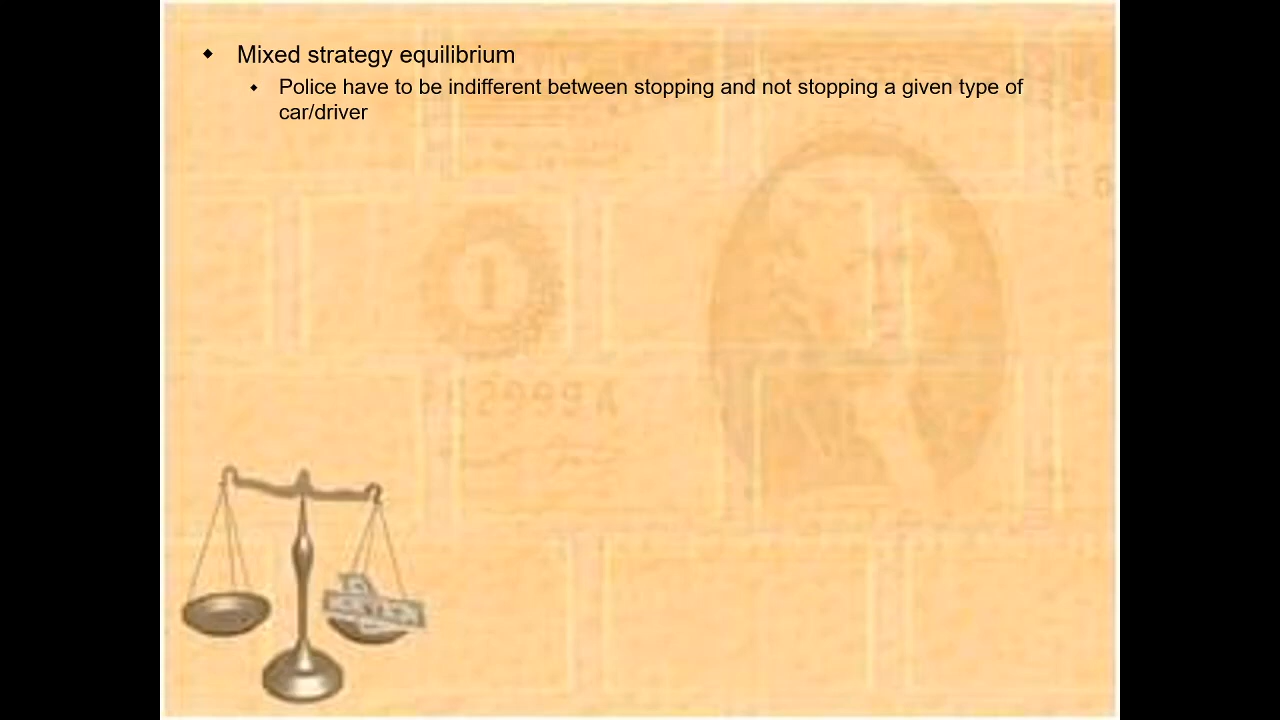 Mixed strategy equilibrium
Police have to be indifferent between stopping and not stopping a given type of
car/driver